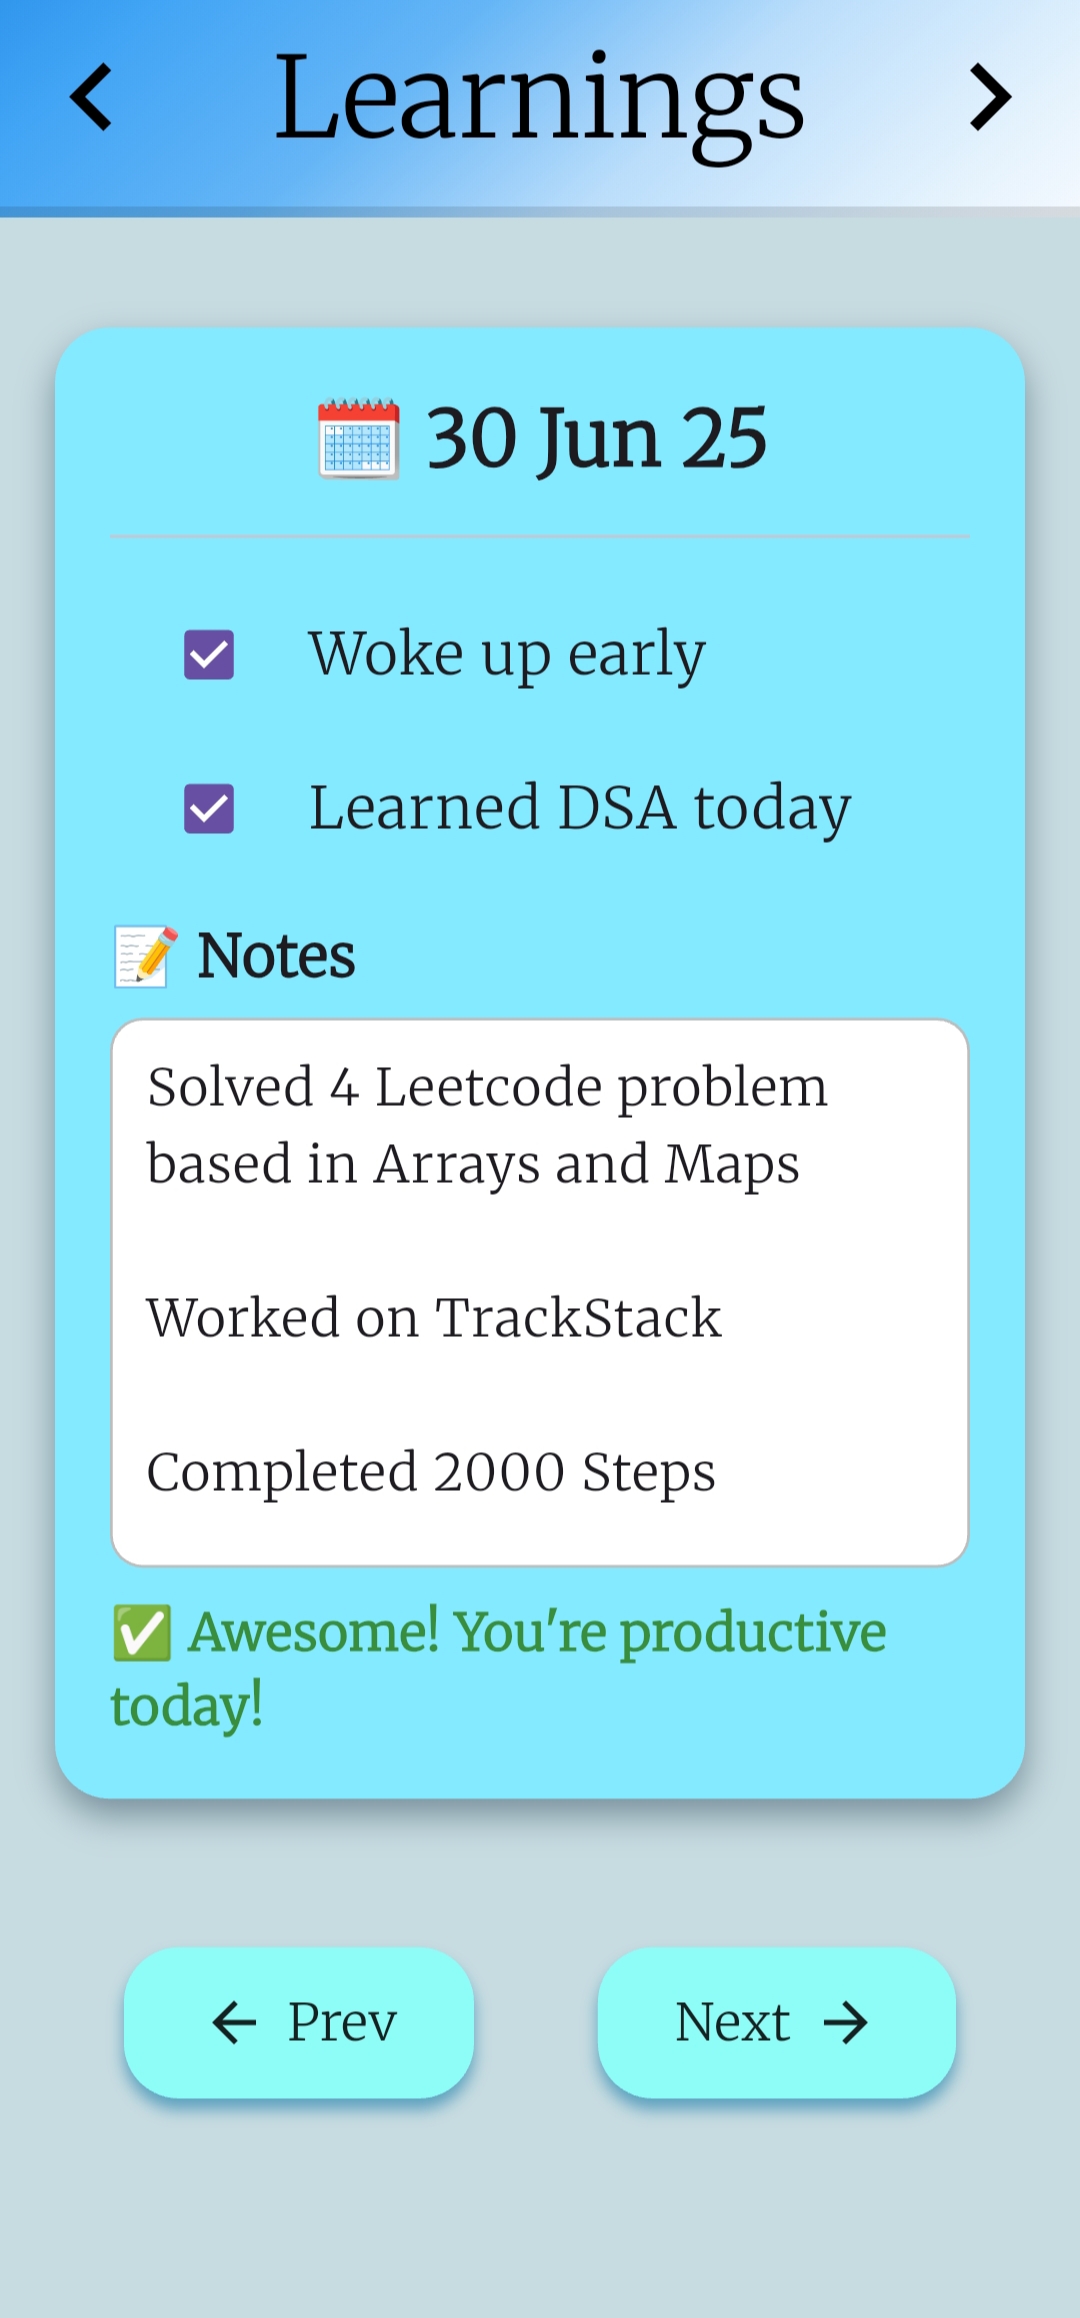 Learnings
30 Jun 25
Woke up early
Learned DSA today
Notes
Solved 4 Leetcode problem
based in Arrays and Maps
Worked on TrackStack
Completed 2000 Steps
✅ Awesome! You're productive
today!
← Prev
Next →